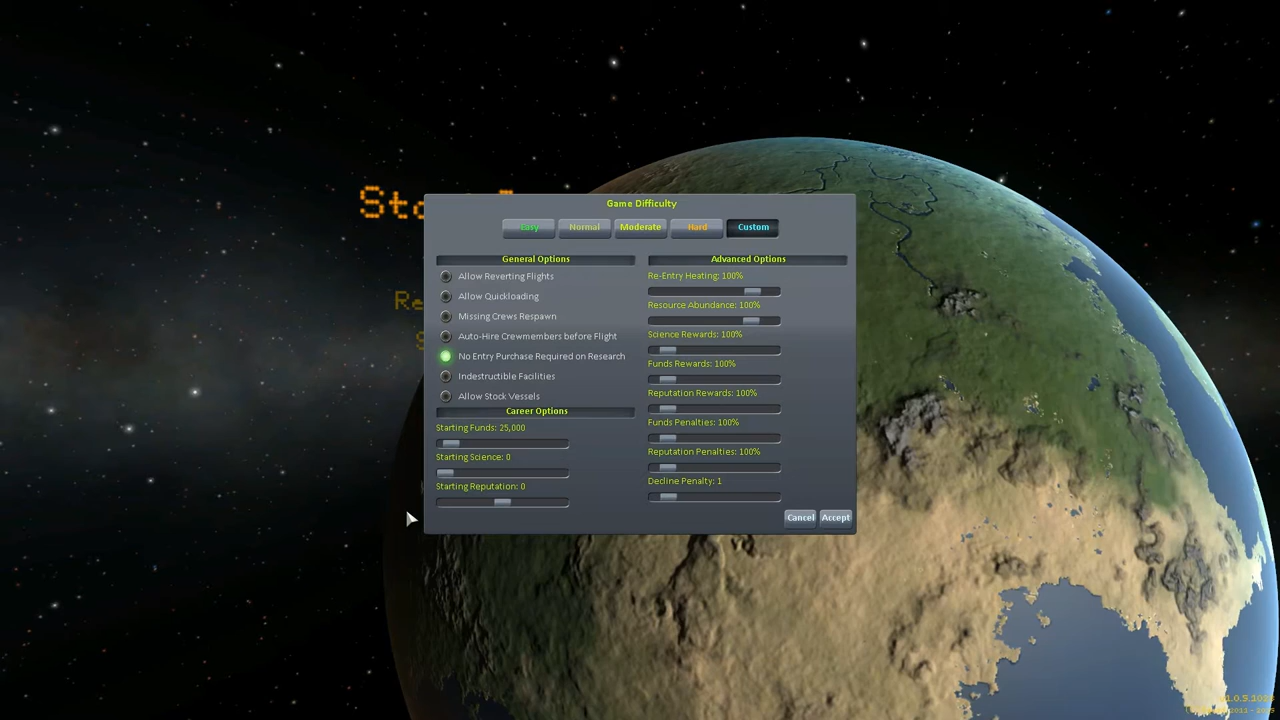 Game Difficulty
Easy Normal Moderate Hard Custom
General Options
Allow Reverting Flights
Allow Quickloading
Missing Crews Respawn
Auto-Hire Crewmembers before Flight
No Entry Purchase Required on Research
Indestructible Facilities
Allow Stock Vessels
Career Options
Starting Funds: 25,000
Starting Science: 0
Starting Reputation: 0
Advanced Options
Re-Entry Heating: 100%
Resource Abundance: 100%
Science Rewards: 100%
Funds Rewards: 100%
Reputation Rewards: 100%
Funds Penalties: 100%
Reputation Penalties: 100%
Decline Penalty: 1
Cancel Accept